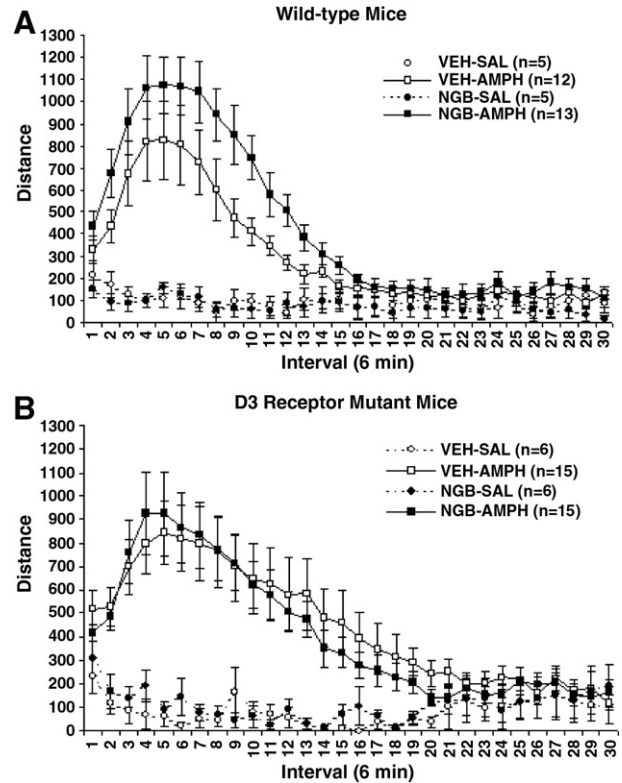 A
Wild-type Mice
1300
1200
1100
1000
900
800
700
600
500
400
300
200
100
0
Distance
VEH-SAL (n=5)
VEH-AMPH (n=12)
NGB-SAL (n=5)
NGB-AMPH (n=13)
1 2 3 4 5 6 7 8 9 10 11 12 13 14 15 16 17 18 19 20 21 22 23 24 25 26 27 28 29 30
Interval (6 min)
B
D3 Receptor Mutant Mice
1300
1200
1100
1000
900
800
700
600
500
400
300
200
100
0
Distance
VEH-SAL (n=6)
VEH-AMPH (n=15)
NGB-SAL (n=6)
NGB-AMPH (n=15)
1 2 3 4 5 6 7 8 9 10 11 12 13 14 15 16 17 18 19 20 21 22 23 24 25 26 27 28 29 30
Interval (6 min)